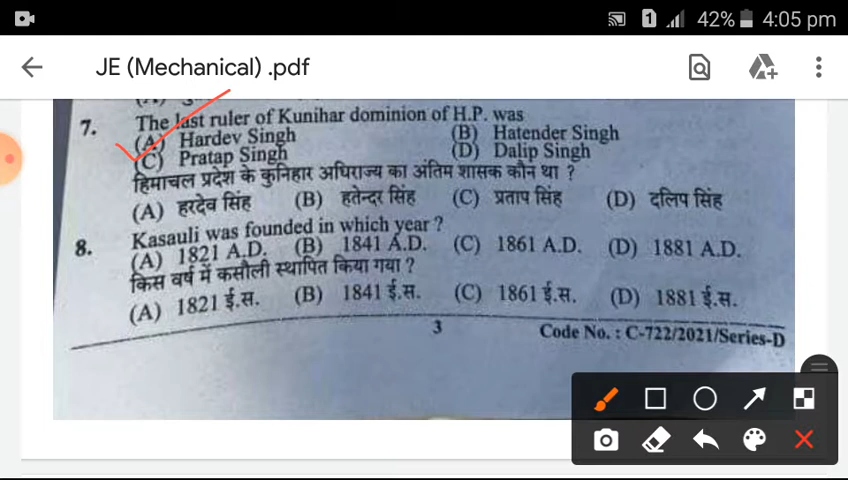 1 42% 4:05 pm
JE (Mechanical) .pdf
7. The last ruler of Kunihar dominion of H.P. was
(A) Hardev Singh (B) Hatender Singh
(C) Pratap Singh (D) Dalip Singh
हिमाचल प्रदेश के कुनिहार अधिराज्य का अंतिम शासक कौन था ?
(A) हरदेव सिंह (B) हतेन्दर सिंह (C) प्रताप सिंह (D) दलिप सिंह
8. Kasauli was founded in which year ?
(A) 1821 A.D. (B) 1841 A.D. (C) 1861 A.D. (D) 1881 A.D.
किस वर्ष में कसौली स्थापित किया गया ?
(A) 1821 ई.स. (B) 1841 ई.स. (C) 1861 ई.स. (D) 1881 ई.स.
3 Code No. : C-722/2021/Series-D